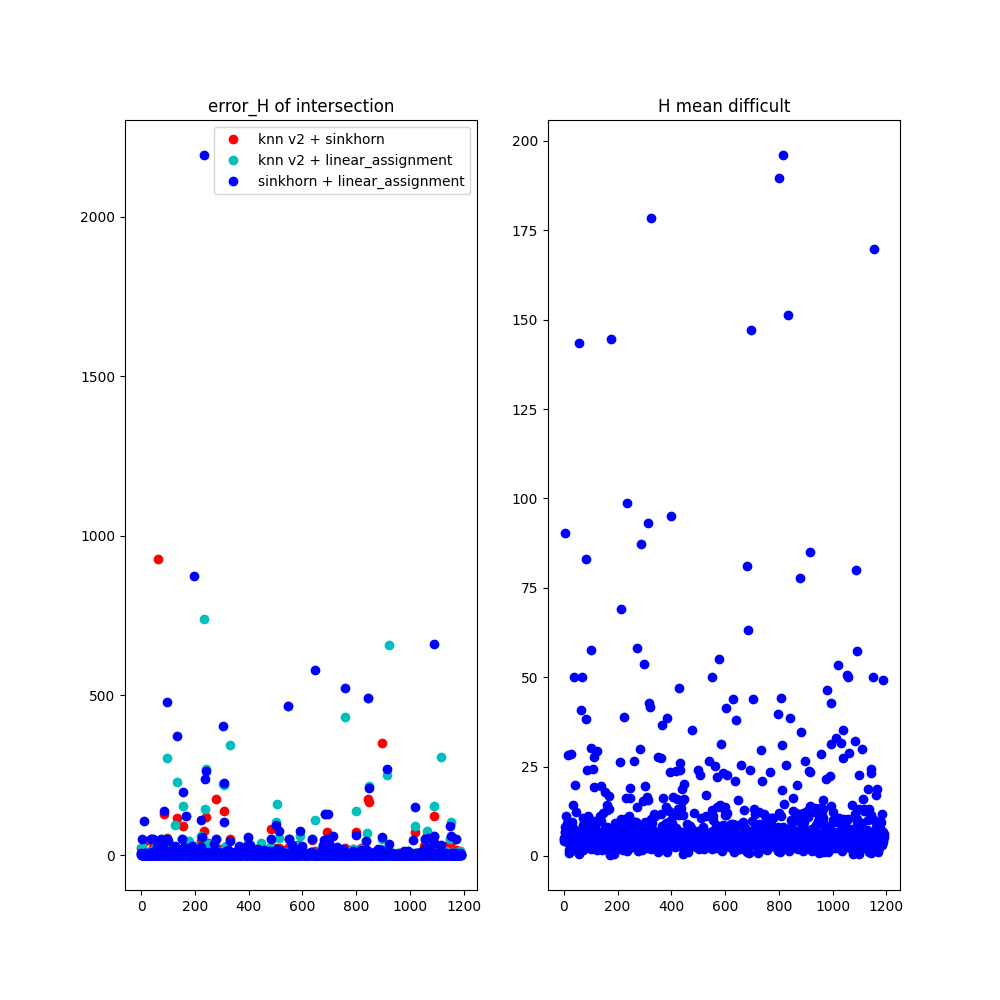 error_H of intersection
knn v2 + sinkhorn
knn v2 + linear_assignment
sinkhorn + linear_assignment
2000
1500
1000
500
0
0 200 400 600 800 1000 1200
H mean difficult
200
175
150
125
100
75
50
25
0
0 200 400 600 800 1000 1200